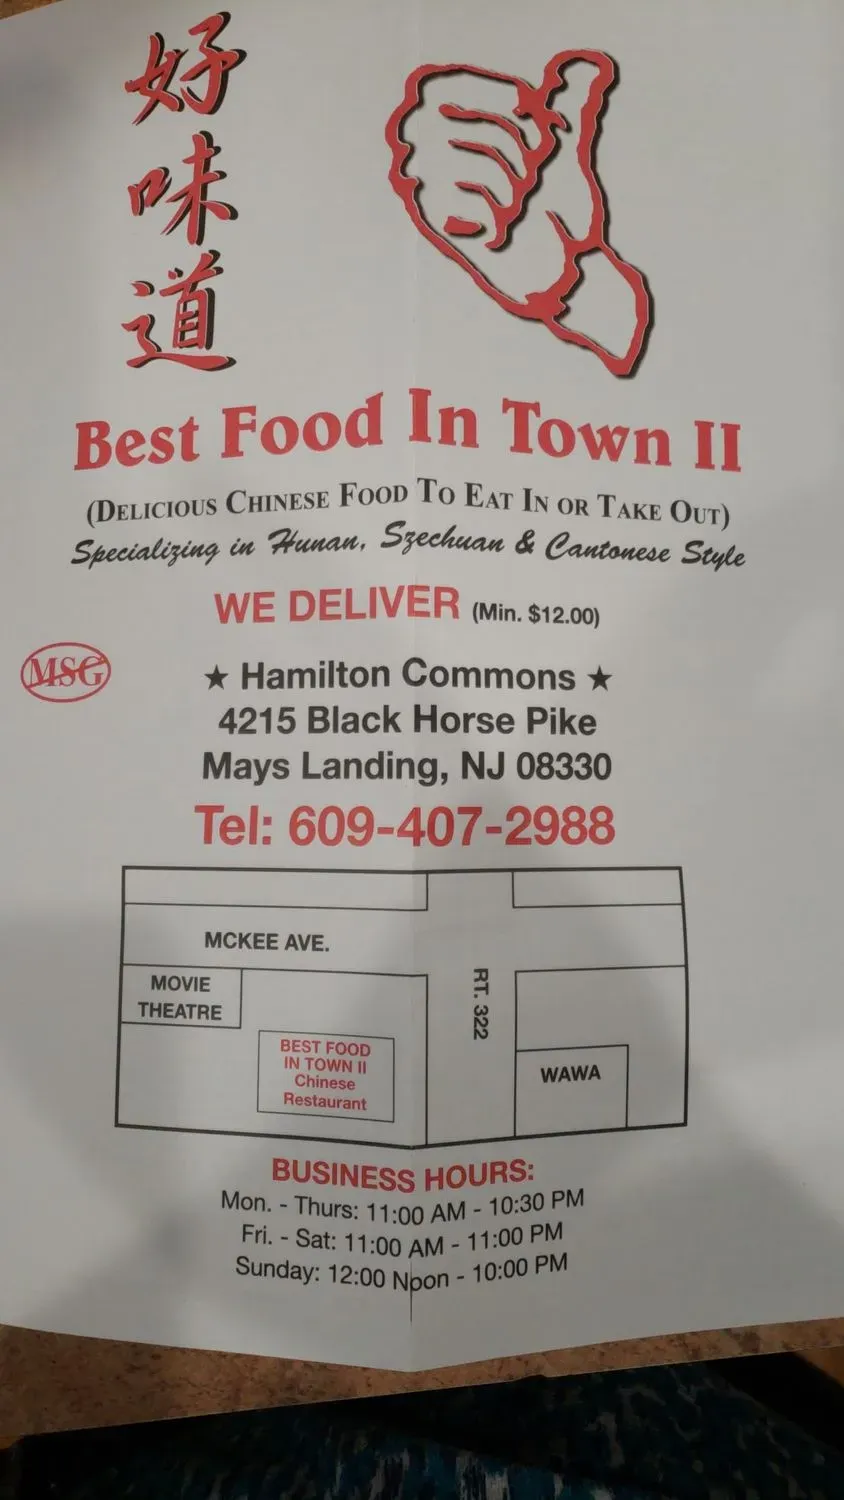 好味道
Best Food In Town II
(DELICIOUS CHINESE FOOD TO EAT IN OR TAKE OUT)
Specializing in Hunan, Szechuan & Cantonese Style
WE DELIVER (Min. $12.00)
MSG
★ Hamilton Commons ★
4215 Black Horse Pike
Mays Landing, NJ 08330
Tel: 609-407-2988
MCKEE AVE.
MOVIE
THEATRE
RT. 322
BEST FOOD
IN TOWN II
Chinese
Restaurant
WAWA
BUSINESS HOURS:
Mon. - Thurs: 11:00 AM - 10:30 PM
Fri. - Sat: 11:00 AM - 11:00 PM
Sunday: 12:00 Noon - 10:00 PM